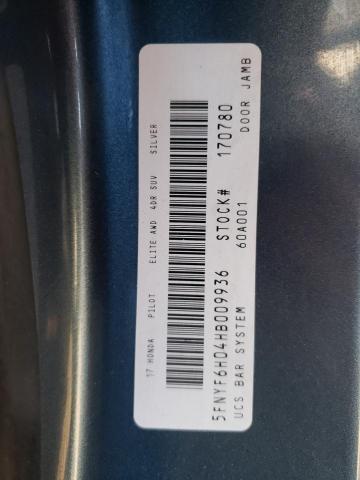 17 HONDA PILOT ELITE AWD 4DR SUV SILVER
5FNYF6H04HB009936 STOCK# 170780
UCS BAR SYSTEM 60A001 DOOR JAMB